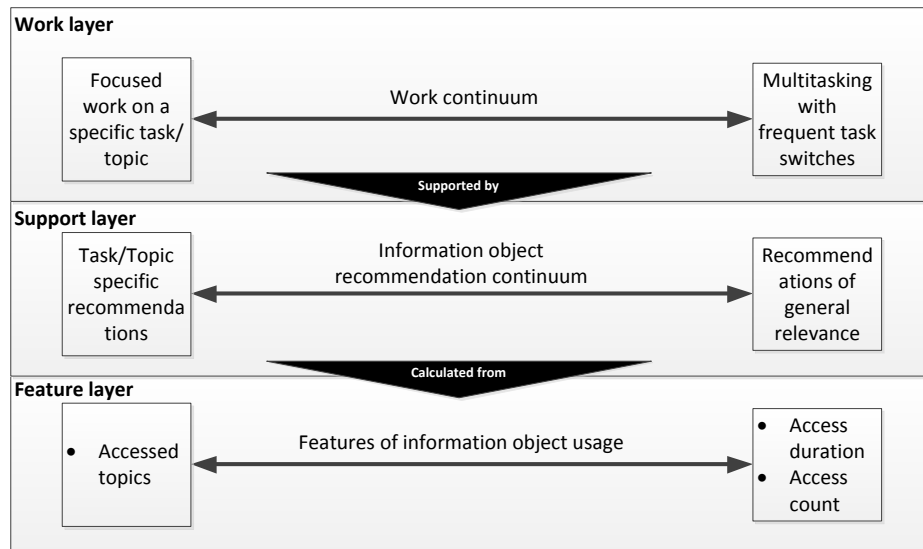 Work layer
Focused
work on a
specific task/
topic
Work continuum
Multitasking
with
frequent task
switches
Supported by
Support layer
Task/Topic
specific
recommenda
tions
Information object
recommendation continuum
Recommend
ations of
general
relevance
Calculated from
Feature layer
• Accessed
topics
Features of information object usage
• Access
duration
• Access
count